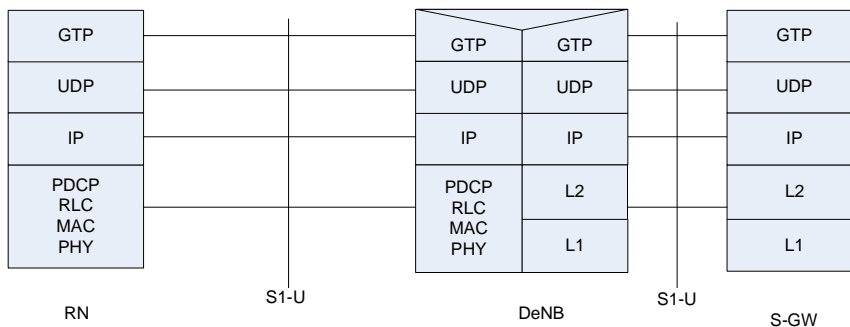 GTP
GTP
GTP
GTP
UDP
UDP
UDP
UDP
IP
IP
IP
IP
PDCP
RLC
MAC
PHY
PDCP
RLC
MAC
PHY
L2
L1
L2
L1
S1-U
S1-U
RN
DeNB
S-GW